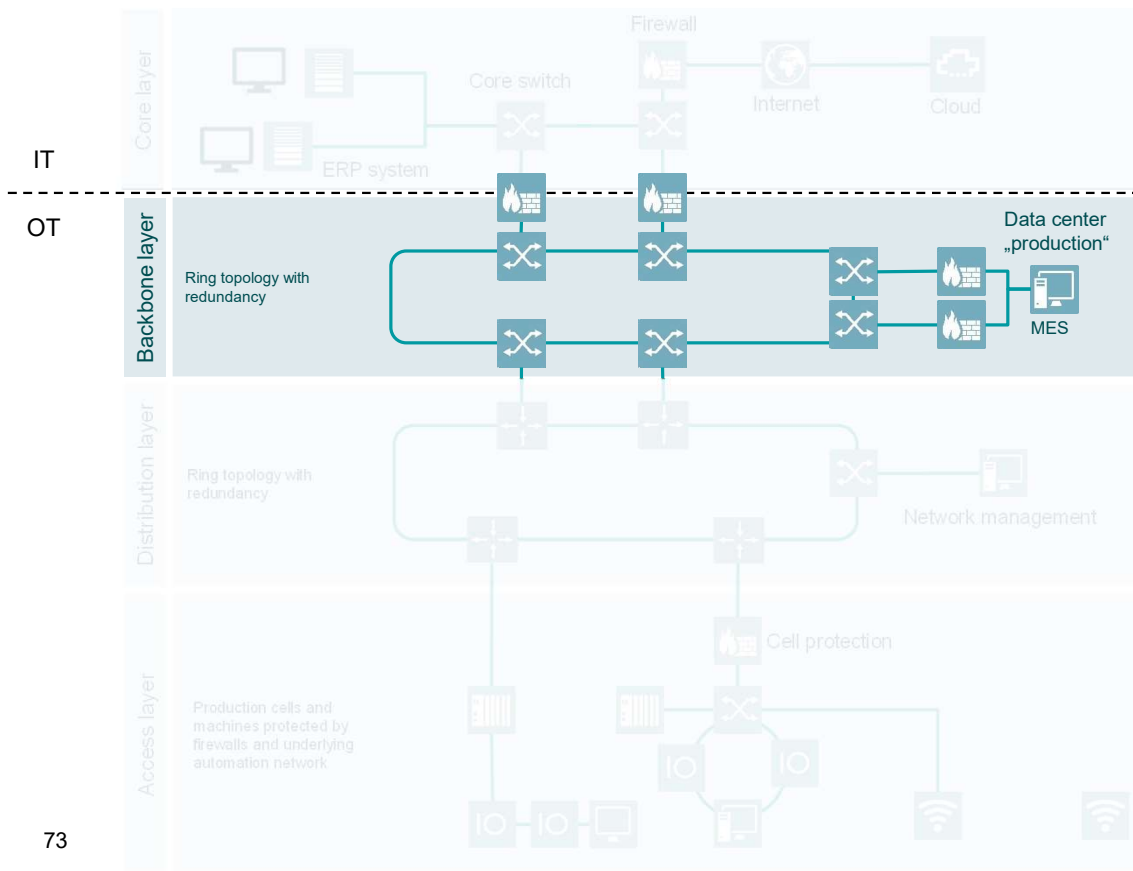 Core layer
Firewall
Core switch
Internet
Cloud
ERP system
IT
OT
Backbone layer
Ring topology with
redundancy
Data center
„production“
MES
Distribution layer
Ring topology with
redundancy
Network management
Access layer
Cell protection
Production cells and
machines protected by
firewalls and underlying
automation network
IO
IO
IO
IO
73